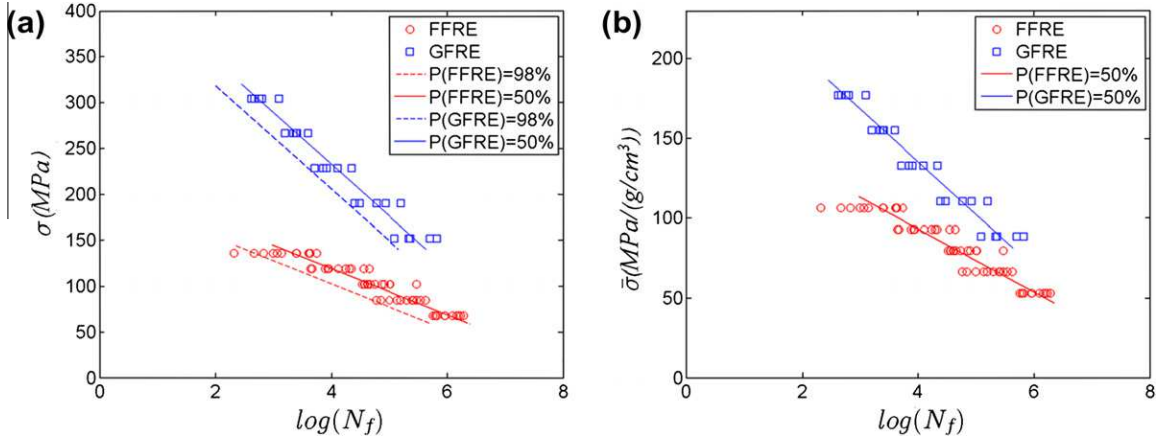 (a)
400
350
300
250
200
150
100
50
0
σ(MPa)
0
2
4
6
8
log(N_f)
FFRE
GFRE
P(FFRE)=98%
P(FFRE)=50%
P(GFRE)=98%
P(GFRE)=50%
(b)
200
150
100
50
0
σ̄(MPa/(g/cm³))
0
2
4
6
8
log(N_f)
FFRE
GFRE
P(FFRE)=50%
P(GFRE)=50%